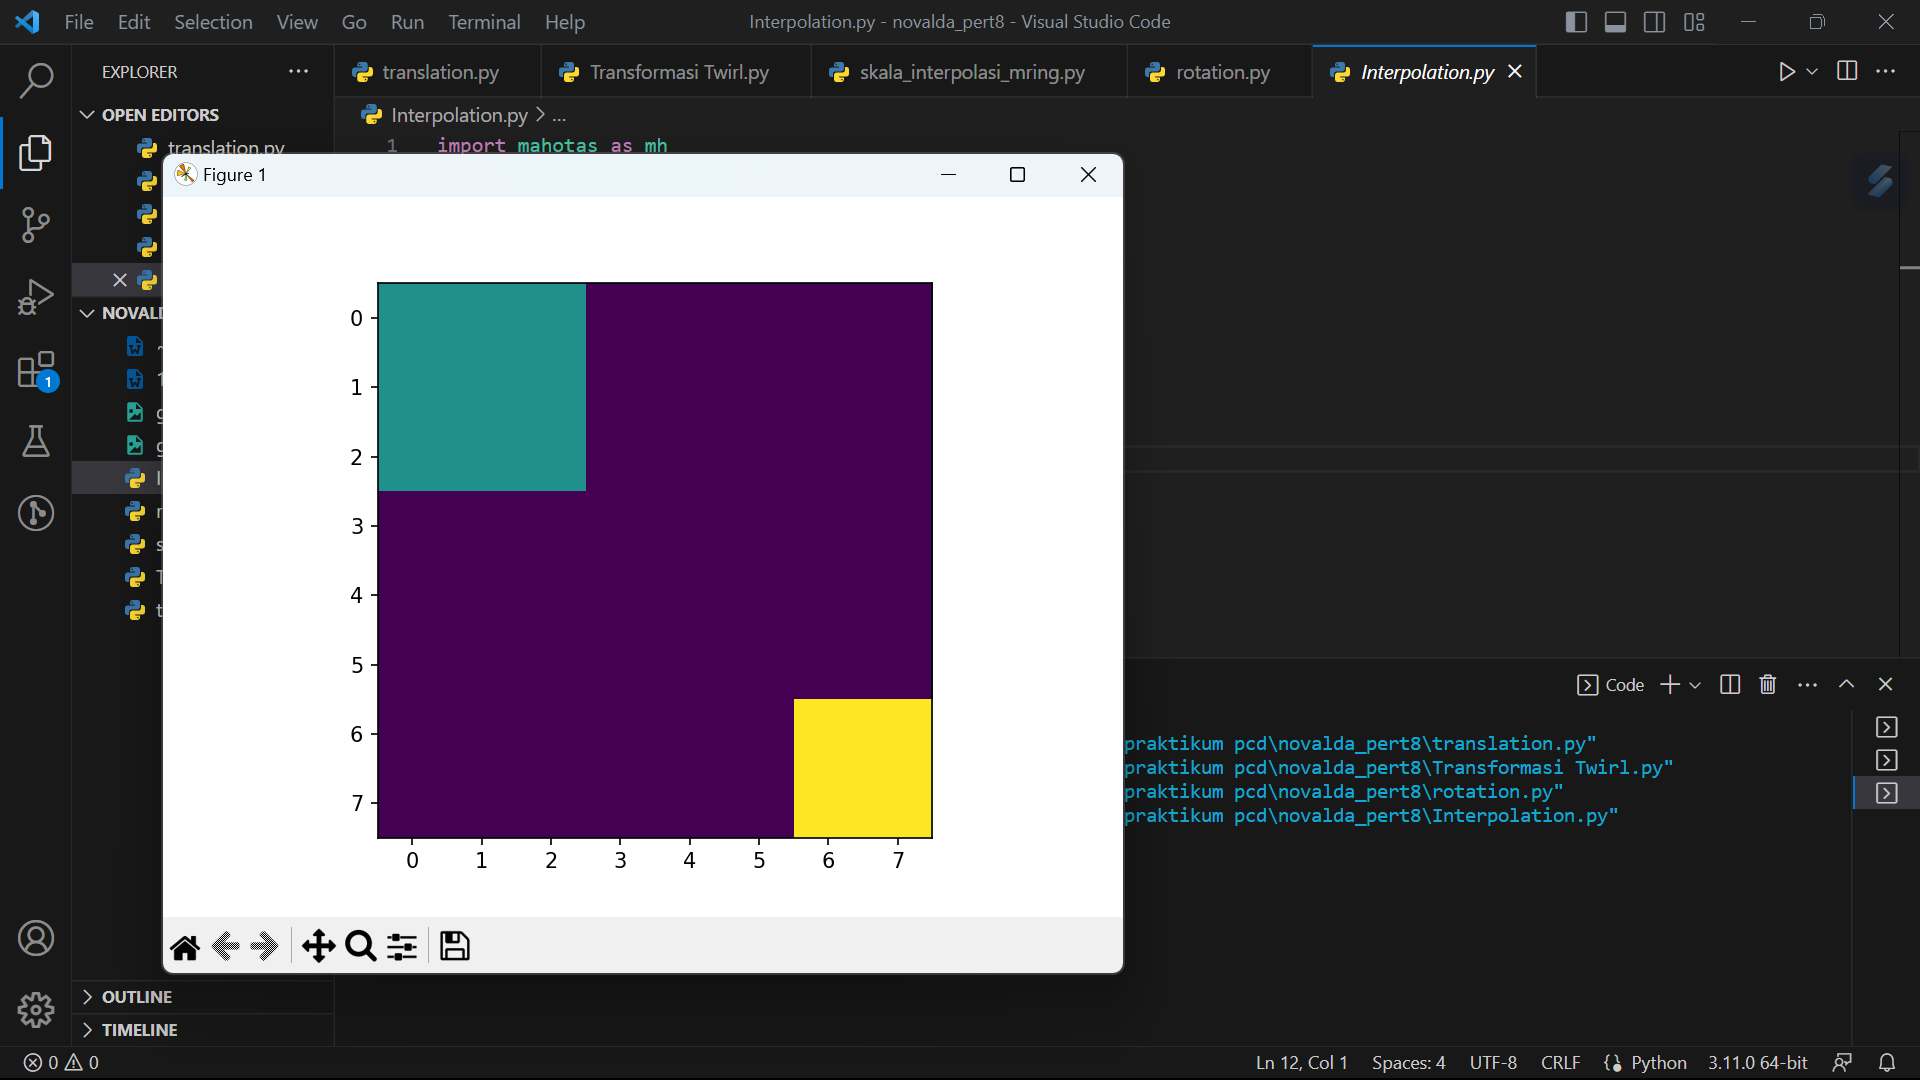 File Edit Selection View Go Run Terminal Help
Interpolation.py - novalda_pert8 - Visual Studio Code
EXPLORER
translation.py
Transformasi Twirl.py
skala_interpolasi_mring.py
rotation.py
Interpolation.py
OPEN EDITORS
Interpolation.py > ...
translation.py
1 import mahotas as mh
Figure 1
0
1
2
3
4
5
6
7
0 1 2 3 4 5 6 7
1
Code
praktikum pcd\novalda_pert8\translation.py"
praktikum pcd\novalda_pert8\Transformasi Twirl.py"
praktikum pcd\novalda_pert8\rotation.py"
praktikum pcd\novalda_pert8\Interpolation.py"
OUTLINE
TIMELINE
0 0
Ln 12, Col 1 Spaces: 4 UTF-8 CRLF Python 3.11.0 64-bit